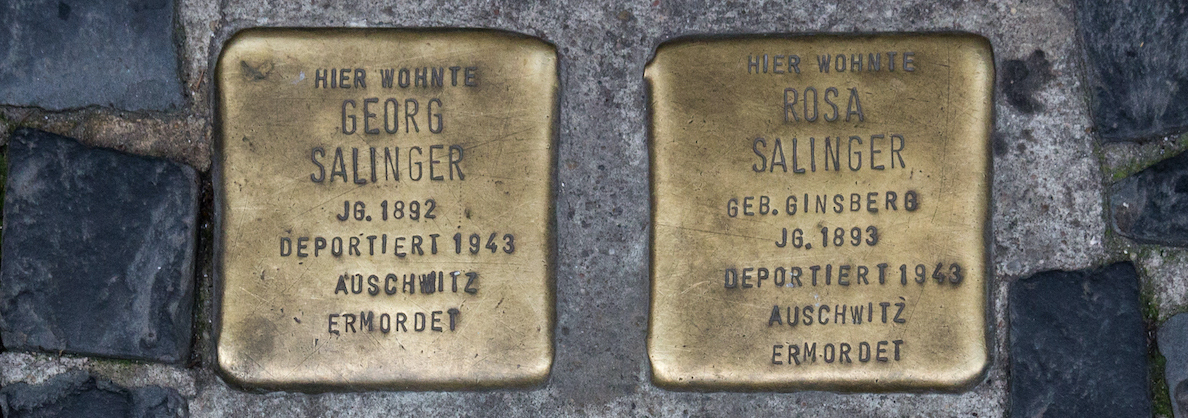 HIER WOHNTE
GEORG
SALINGER
JG. 1892
DEPORTIERT 1943
AUSCHWITZ
ERMORDET
HIER WOHNTE
ROSA
SALINGER
GEB. GINSBERG
JG. 1893
DEPORTIERT 1943
AUSCHWITZ
ERMORDET